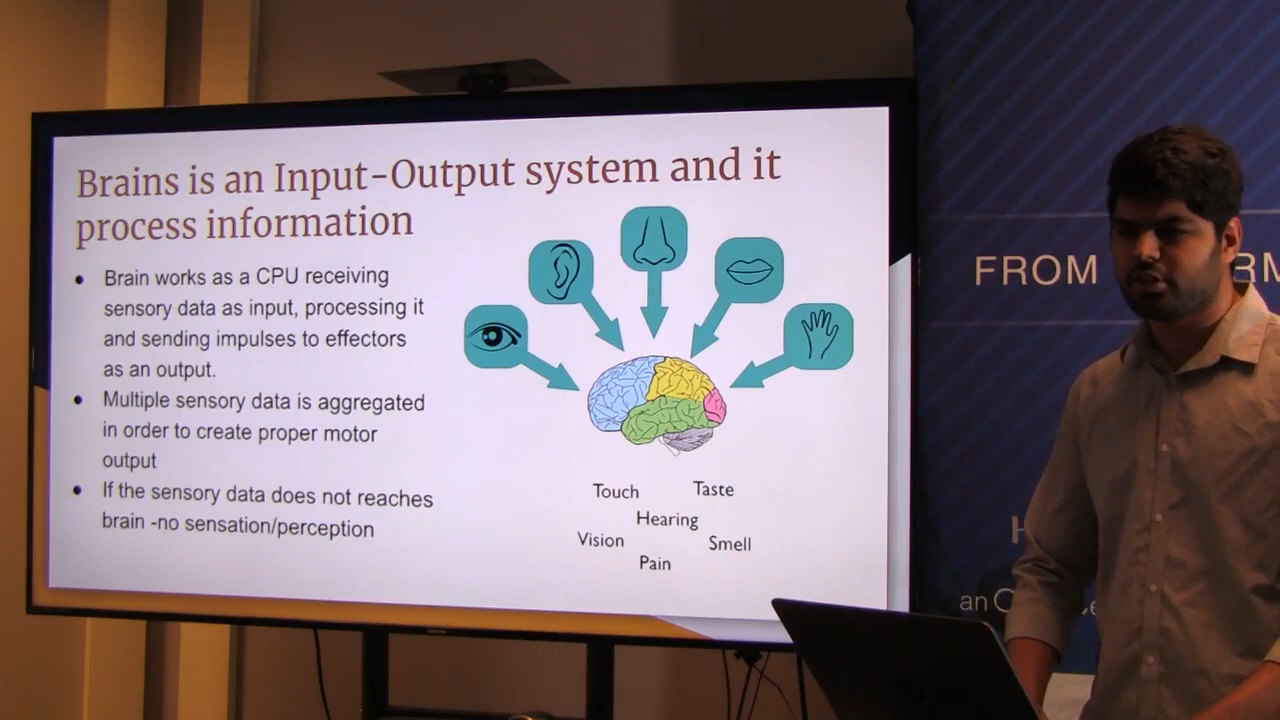 Brains is an Input-Output system and it
process information
Brain works as a CPU receiving
sensory data as input, processing it
and sending impulses to effectors
as an output.
Multiple sensory data is aggregated
in order to create proper motor
output
If the sensory data does not reaches
brain -no sensation/perception
Touch
Taste
Hearing
Vision
Smell
Pain
FROM
an